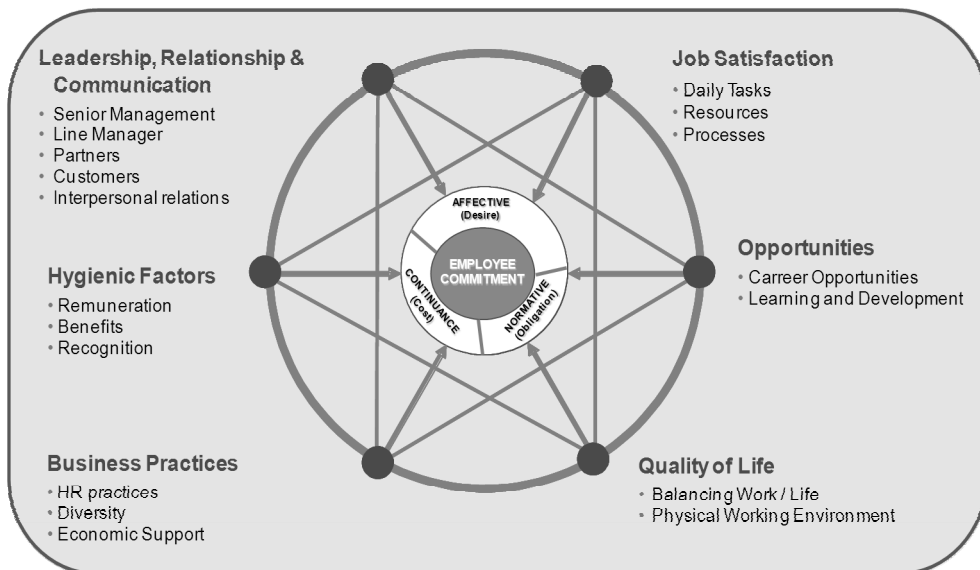 Leadership, Relationship &
Communication
• Senior Management
• Line Manager
• Partners
• Customers
• Interpersonal relations
Job Satisfaction
• Daily Tasks
• Resources
• Processes
AFFECTIVE
(Desire)
EMPLOYEE
COMMITMENT
CONTINUANCE
(Cost)
NORMATIVE
(Obligation)
Hygienic Factors
• Remuneration
• Benefits
• Recognition
Opportunities
• Carreer Opportunities
• Learning and Development
Business Practices
• HR practices
• Diversity
• Economic Support
Quality of Life
• Balancing Work / Life
• Physical Working Environment